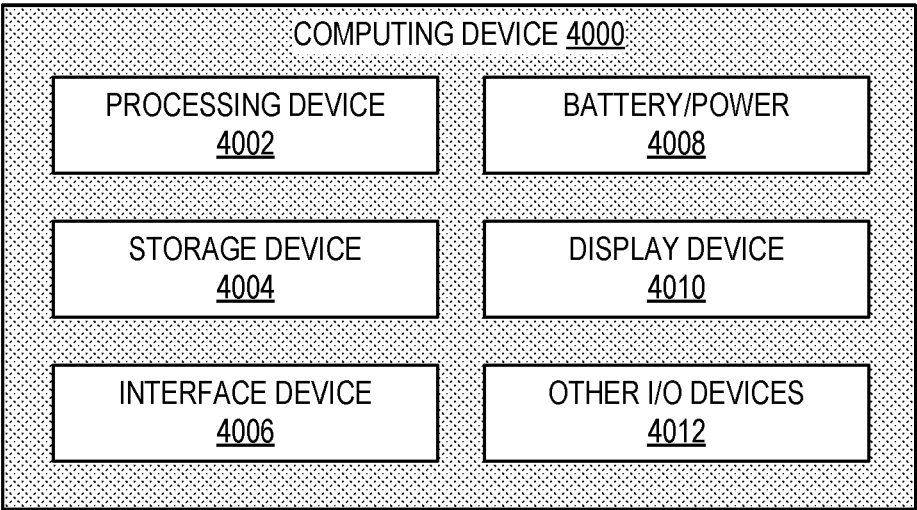 COMPUTING DEVICE 4000
PROCESSING DEVICE
4002
BATTERY/POWER
4008
STORAGE DEVICE
4004
DISPLAY DEVICE
4010
INTERFACE DEVICE
4006
OTHER I/O DEVICES
4012